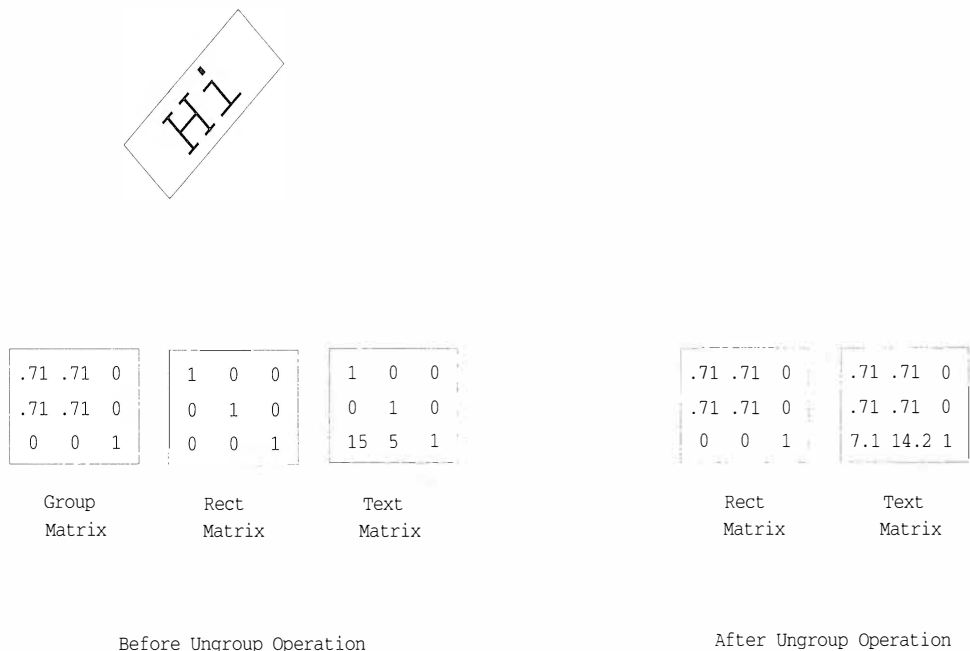 Hi
.71 .71 0
.71 .71 0
0 0 1
Group
Matrix
1 0 0
0 1 0
0 0 1
Rect
Matrix
1 0 0
0 1 0
15 5 1
Text
Matrix
Before Ungroup Operation
.71 .71 0
.71 .71 0
0 0 1
Rect
Matrix
.71 .71 0
.71 .71 0
7.1 14.2 1
Text
Matrix
After Ungroup Operation